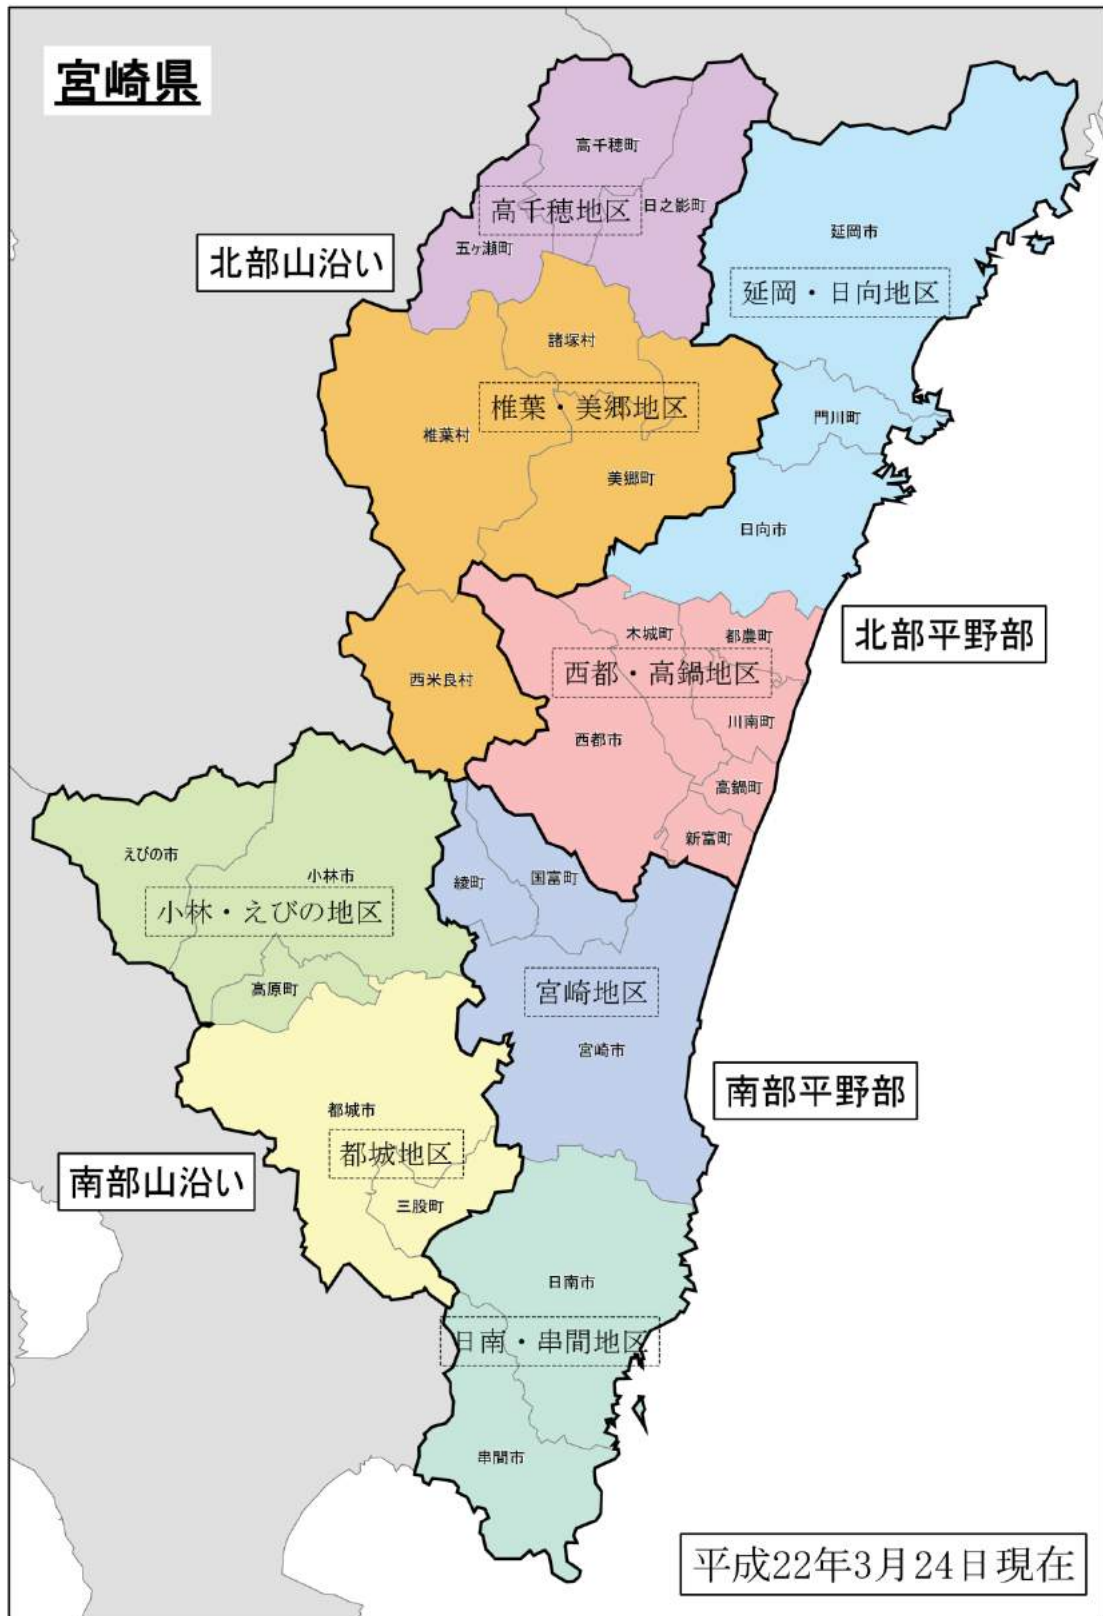 宮崎県
高千穂町
高千穂地区
日之影町
延岡市
五ヶ瀬町
北部山沿い
延岡・日向地区
諸塚村
椎葉・美郷地区
門川町
椎葉村
美郷町
日向市
木城町
都農町
北部平野部
西都・高鍋地区
西米良村
川南町
西都市
高鍋町
新富町
えびの市
小林市
綾町
国富町
小林・えびの地区
高原町
宮崎地区
宮崎市
南部平野部
都城市
都城地区
南部山沿い
三股町
日南市
日南・串間地区
串間市
平成22年3月24日現在